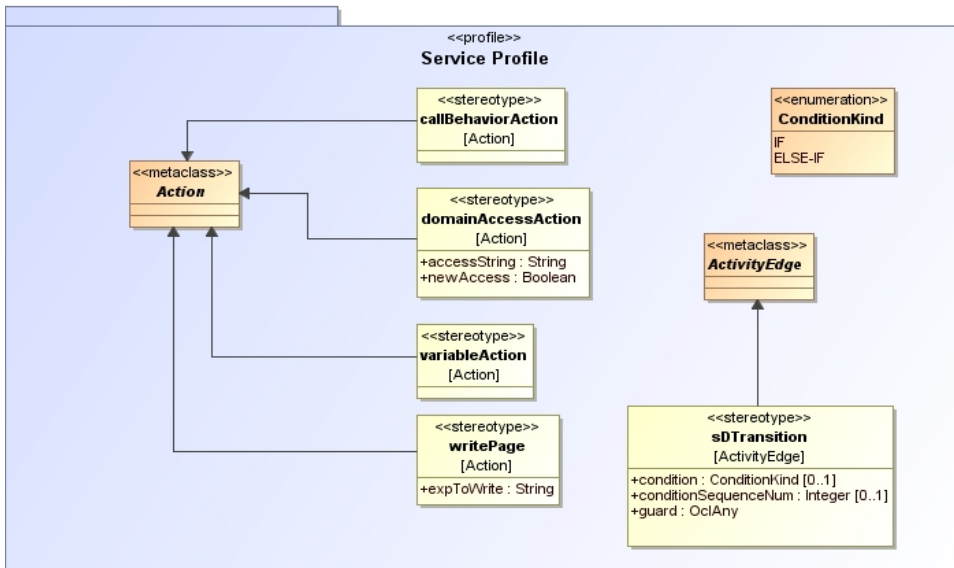 <<profile>>
Service Profile
<<stereotype>>
callBehaviorAction
[Action]
<<enumeration>>
ConditionKind
IF
ELSE-IF
<<metaclass>>
Action
<<stereotype>>
domainAccessAction
[Action]
+accessString : String
+newAccess : Boolean
<<metaclass>>
ActivityEdge
<<stereotype>>
variableAction
[Action]
<<stereotype>>
writePage
[Action]
+expToWrite : String
<<stereotype>>
sDTransition
[ActivityEdge]
+condition : ConditionKind [0..1]
+conditionSequenceNum : Integer [0..1]
+guard : OclAny